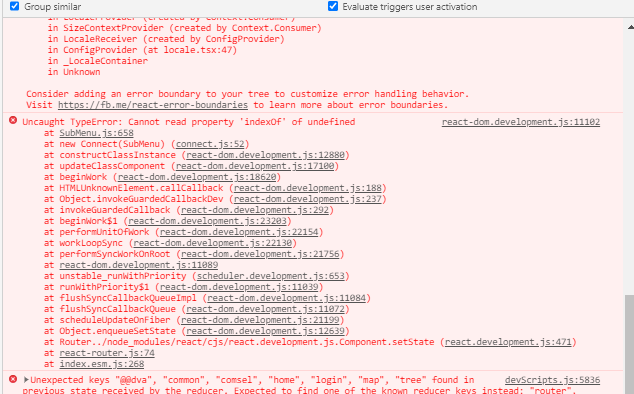 Group similar
Evaluate triggers user activation
in LocaleProvider (created by Context.Consumer)
in SizeContextProvider (created by Context.Consumer)
in LocaleReceiver (created by ConfigProvider)
in ConfigProvider (at locale.tsx:47)
in _LocaleContainer
in Unknown
Consider adding an error boundary to your tree to customize error handling behavior.
Visit https://fb.me/react-error-boundaries to learn more about error boundaries.
Uncaught TypeError: Cannot read property 'indexOf' of undefined react-dom.development.js:11102
at SubMenu.js:658
at new Connect(SubMenu) (connect.js:52)
at constructClassInstance (react-dom.development.js:12880)
at updateClassComponent (react-dom.development.js:17100)
at beginWork (react-dom.development.js:18620)
at HTMLUnknownElement.callCallback (react-dom.development.js:188)
at Object.invokeGuardedCallbackDev (react-dom.development.js:237)
at invokeGuardedCallback (react-dom.development.js:292)
at beginWork$1 (react-dom.development.js:23203)
at performUnitOfWork (react-dom.development.js:22154)
at workLoopSync (react-dom.development.js:22130)
at performSyncWorkOnRoot (react-dom.development.js:21756)
at react-dom.development.js:11089
at unstable_runWithPriority (scheduler.development.js:653)
at runWithPriority$1 (react-dom.development.js:11039)
at flushSyncCallbackQueueImpl (react-dom.development.js:11084)
at flushSyncCallbackQueue (react-dom.development.js:11072)
at scheduleUpdateOnFiber (react-dom.development.js:21199)
at Object.enqueueSetState (react-dom.development.js:12639)
at Router../node_modules/react/cjs/react.development.js.Component.setState (react.development.js:471)
at react-router.js:74
at index.esm.js:268
Unexpected keys "@@dva", "common", "comsel", "home", "login", "map", "tree" found in devScripts.js:5836
previous state received by the reducer. Expected to find one of the known reducer keys instead: "router".